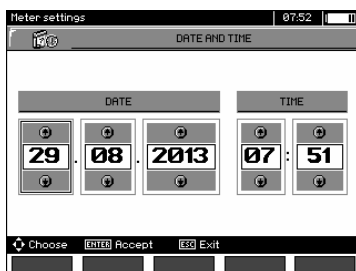 Meter settings 07:52
DATE AND TIME
DATE TIME
29 . 08 . 2013 07 : 51
Choose ENTER Accept ESC Exit